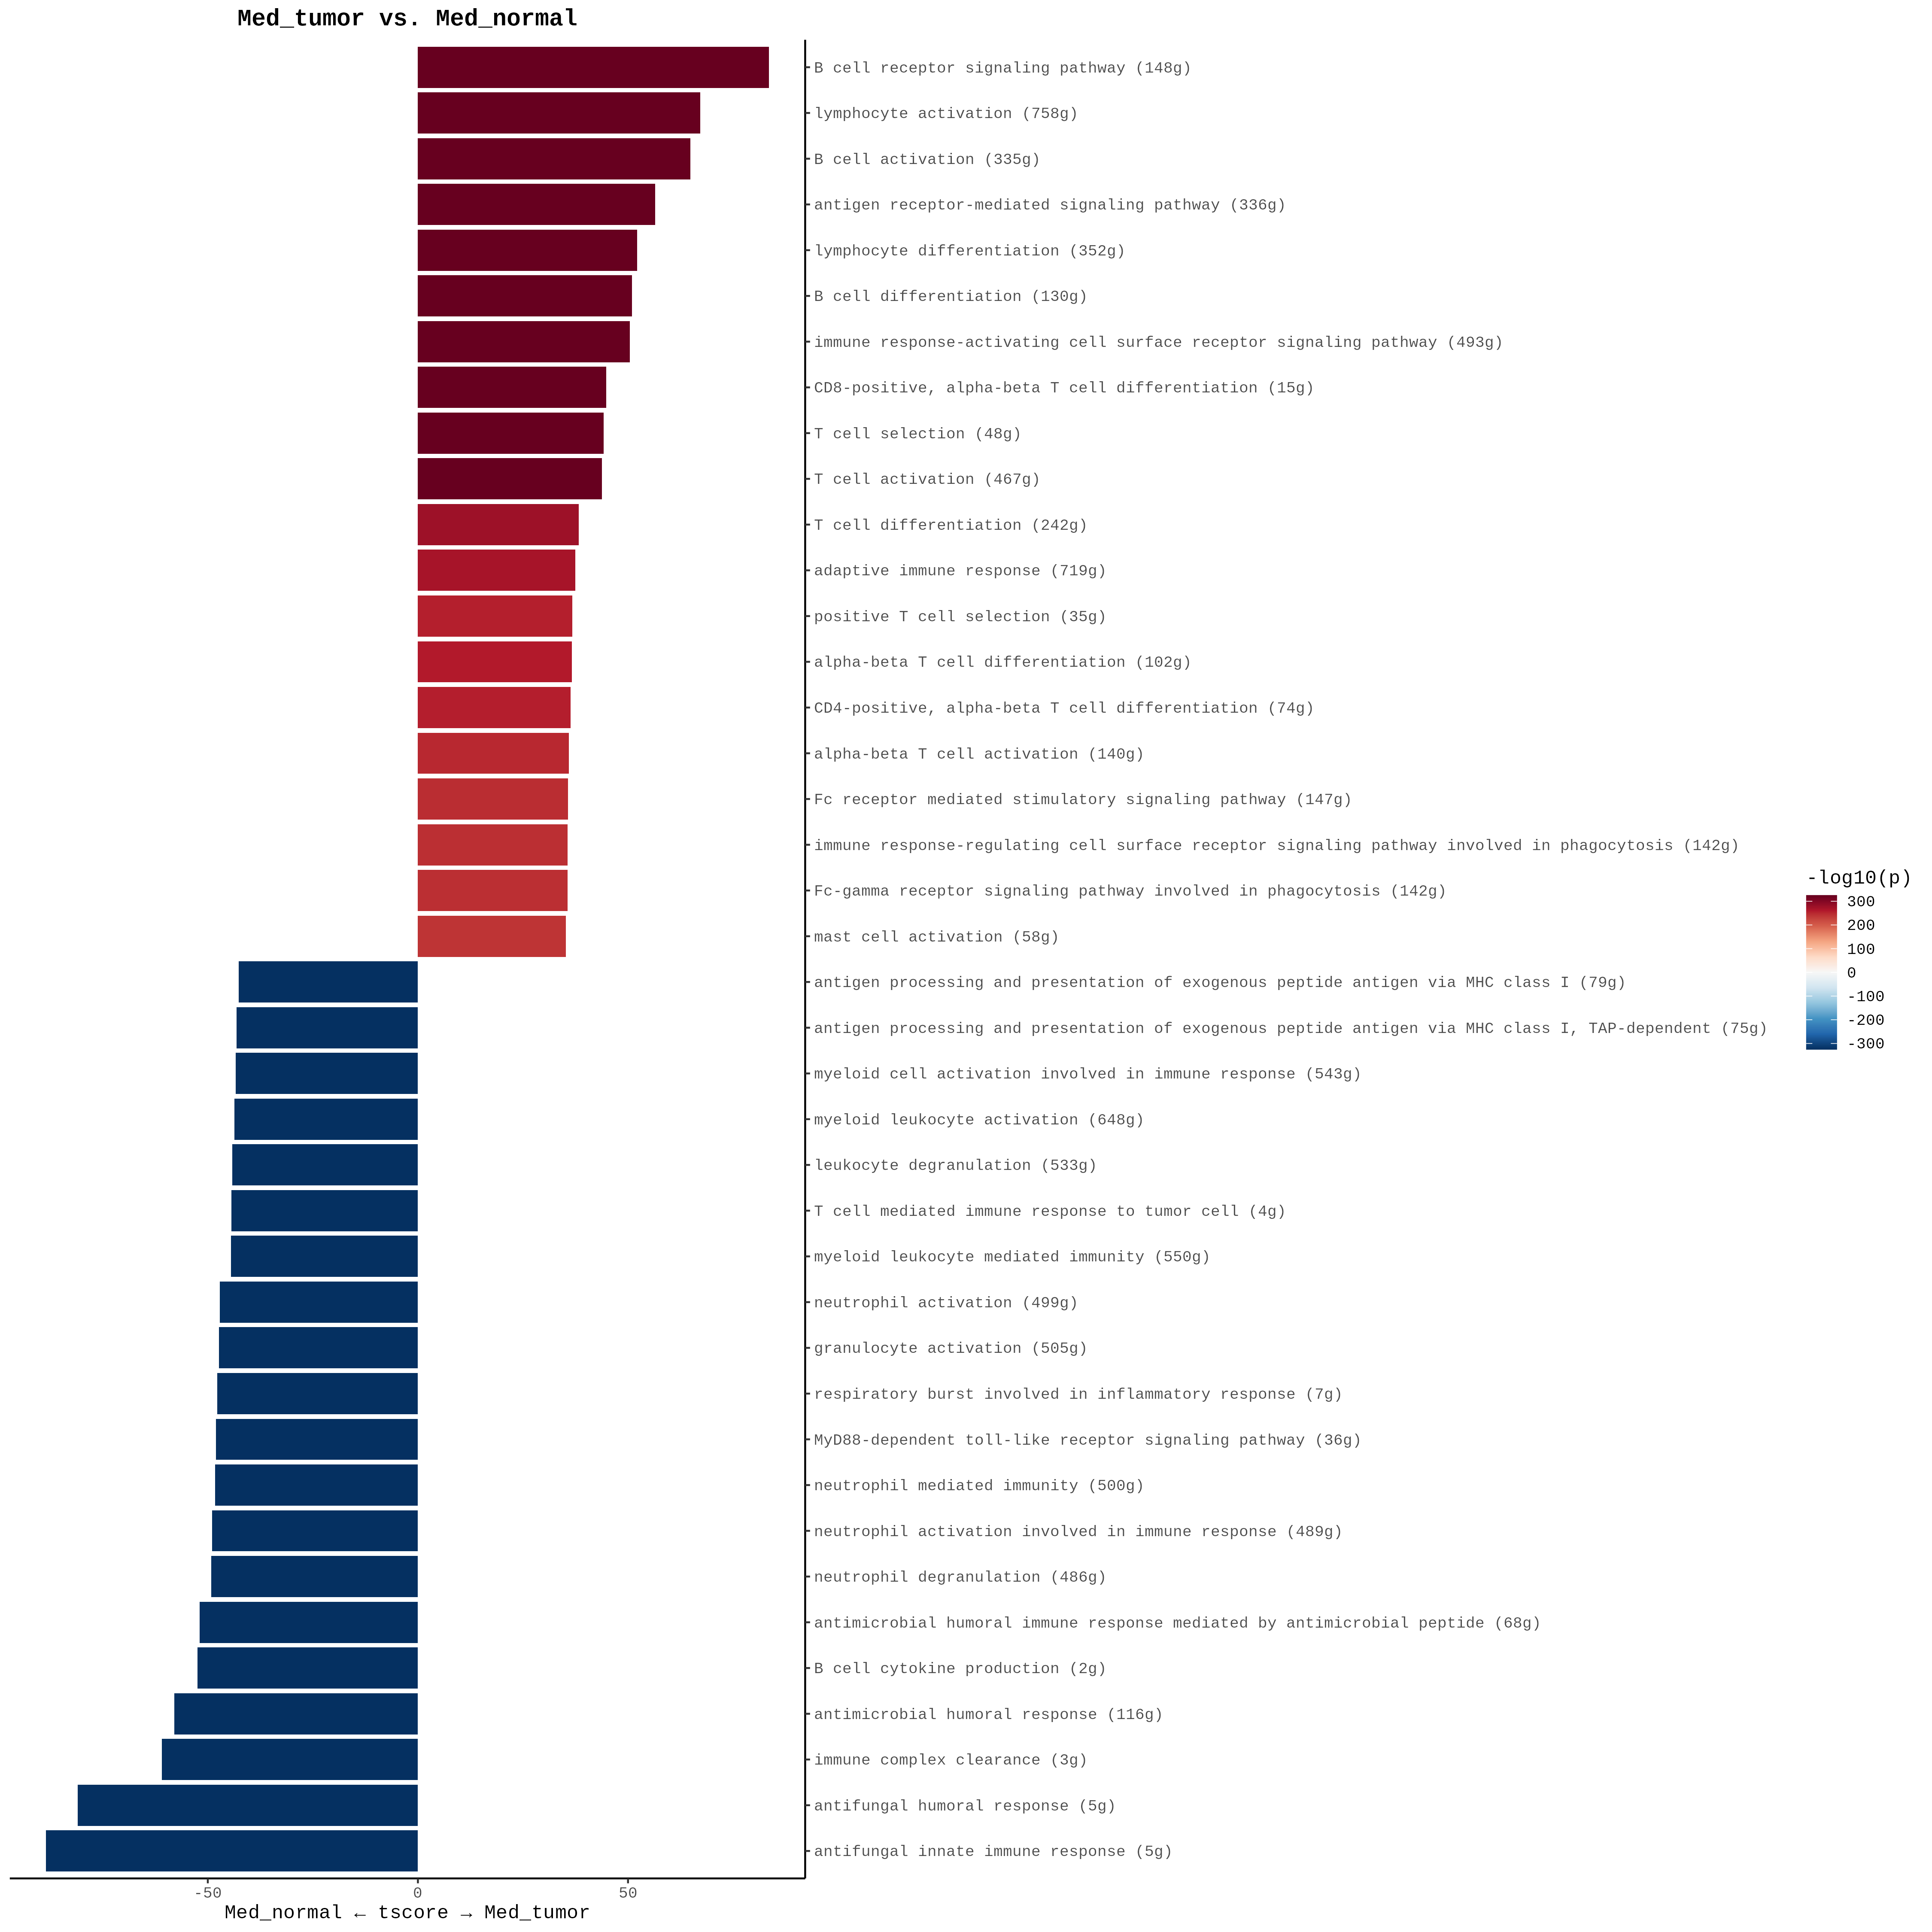 Med_tumor vs. Med_normal
B cell receptor signaling pathway (148g)
lymphocyte activation (758g)
B cell activation (335g)
antigen receptor-mediated signaling pathway (336g)
lymphocyte differentiation (352g)
B cell differentiation (130g)
immune response-activating cell surface receptor signaling pathway (493g)
CD8-positive, alpha-beta T cell differentiation (15g)
T cell selection (48g)
T cell activation (467g)
T cell differentiation (242g)
adaptive immune response (719g)
positive T cell selection (35g)
alpha-beta T cell differentiation (102g)
CD4-positive, alpha-beta T cell differentiation (74g)
alpha-beta T cell activation (140g)
Fc receptor mediated stimulatory signaling pathway (147g)
immune response-regulating cell surface receptor signaling pathway involved in phagocytosis (142g)
Fc-gamma receptor signaling pathway involved in phagocytosis (142g)
mast cell activation (58g)
antigen processing and presentation of exogenous peptide antigen via MHC class I (79g)
antigen processing and presentation of exogenous peptide antigen via MHC class I, TAP-dependent (75g)
myeloid cell activation involved in immune response (543g)
myeloid leukocyte activation (648g)
leukocyte degranulation (533g)
T cell mediated immune response to tumor cell (4g)
myeloid leukocyte mediated immunity (550g)
neutrophil activation (499g)
granulocyte activation (505g)
respiratory burst involved in inflammatory response (7g)
MyD88-dependent toll-like receptor signaling pathway (36g)
neutrophil mediated immunity (500g)
neutrophil activation involved in immune response (489g)
neutrophil degranulation (486g)
antimicrobial humoral immune response mediated by antimicrobial peptide (68g)
B cell cytokine production (2g)
antimicrobial humoral response (116g)
immune complex clearance (3g)
antifungal humoral response (5g)
antifungal innate immune response (5g)
-50 0 50
Med_normal ← tscore → Med_tumor
-log10(p)
300
200
100
0
-100
-200
-300